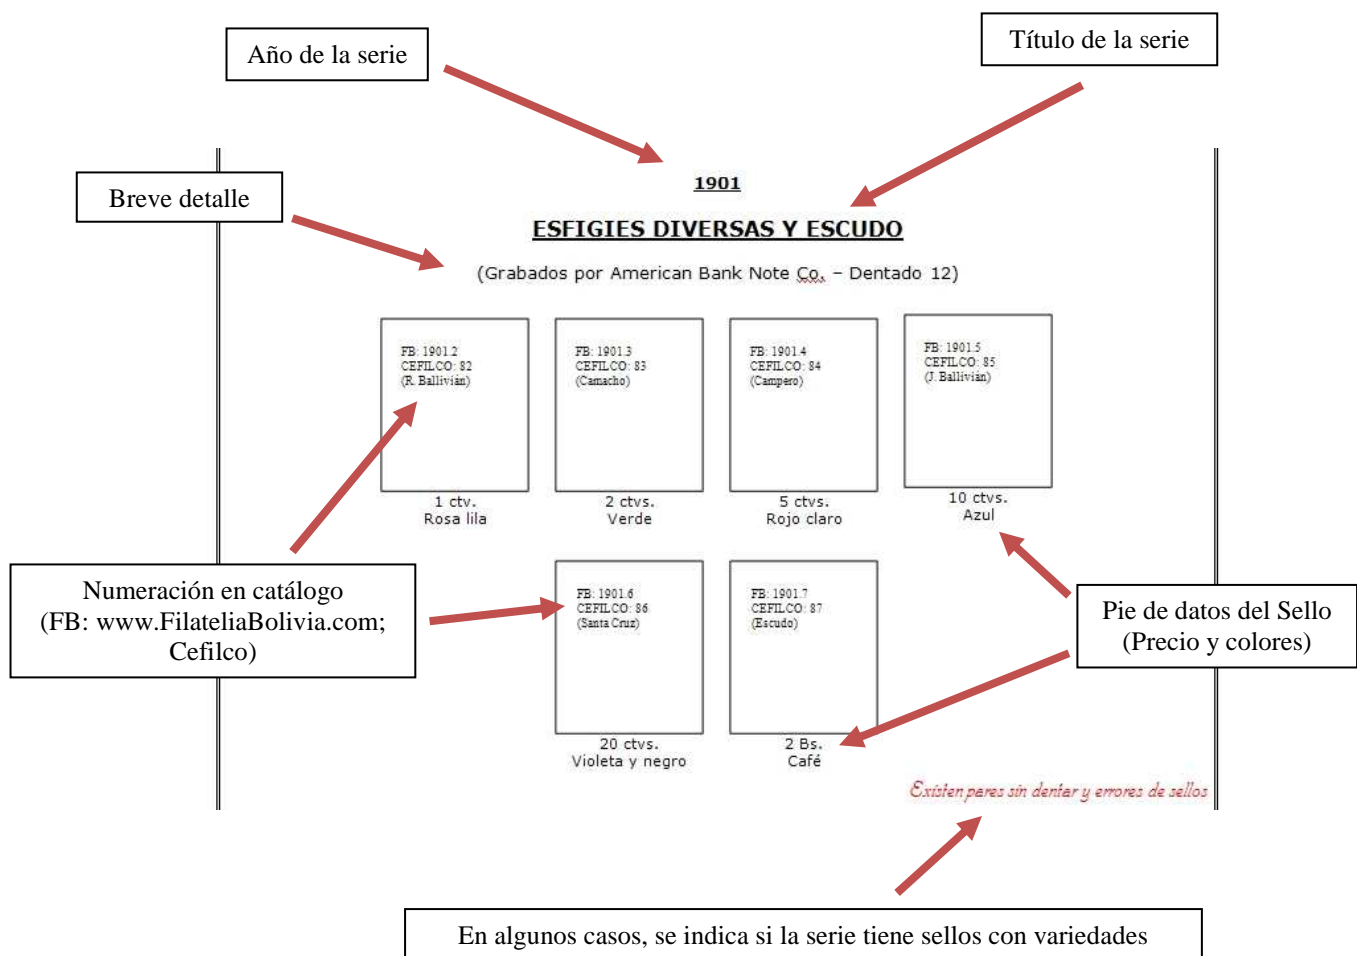 Año de la serie
Título de la serie
1901
Breve detalle
ESFIGIES DIVERSAS Y ESCUDO
(Grabados por American Bank Note Co. – Dentado 12)
FB: 1901.2
CEFILCO: 82
(R. Ballivián)
FB: 1901.3
CEFILCO: 83
(Camacho)
FB: 1901.4
CEFILCO: 84
(Campero)
FB: 1901.5
CEFILCO: 85
(J. Ballivián)
1 ctv.
Rosa lila
2 ctvs.
Verde
5 ctvs.
Rojo claro
10 ctvs.
Azul
Numeración en catálogo
(FB: www.FilateliaBolivia.com;
Cefilco)
FB: 1901.6
CEFILCO: 86
(Santa Cruz)
FB: 1901.7
CEFILCO: 87
(Escudo)
Pie de datos del Sello
(Precio y colores)
20 ctvs.
Violeta y negro
2 Bs.
Café
Existen pares sin dentar y errores de sellos
En algunos casos, se indica si la serie tiene sellos con variedades